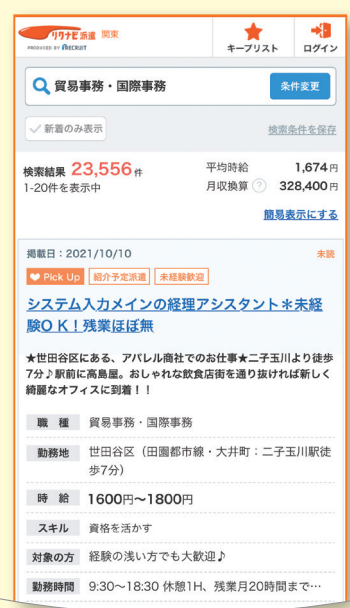 リクナビ派遣 関東
PRODUCED BY RECRUIT
キープリスト
ログイン
貿易事務・国際事務
条件変更
新着のみ表示
検索条件を保存
検索結果 23,556 件
1-20件を表示中
平均時給 1,674 円
月収換算 ? 328,400 円
簡易表示にする
掲載日：2021/10/10
未読
Pick Up
紹介予定派遣
未経験歓迎
システム入力メインの経理アシスタント＊未経
験ＯＫ！残業ほぼ無
★世田谷区にある、アパレル商社でのお仕事★二子玉川より徒歩
7分♪駅前に高島屋。おしゃれな飲食店街を通り抜ければ新しく
綺麗なオフィスに到着！！
職 種 貿易事務・国際事務
勤務地 世田谷区（田園都市線・大井町：二子玉川駅徒
歩7分）
時 給 1600円〜1800円
スキル 資格を活かす
対象の方 経験の浅い方でも大歓迎♪
勤務時間 9:30〜18:30 休憩1H、残業月20時間まで…